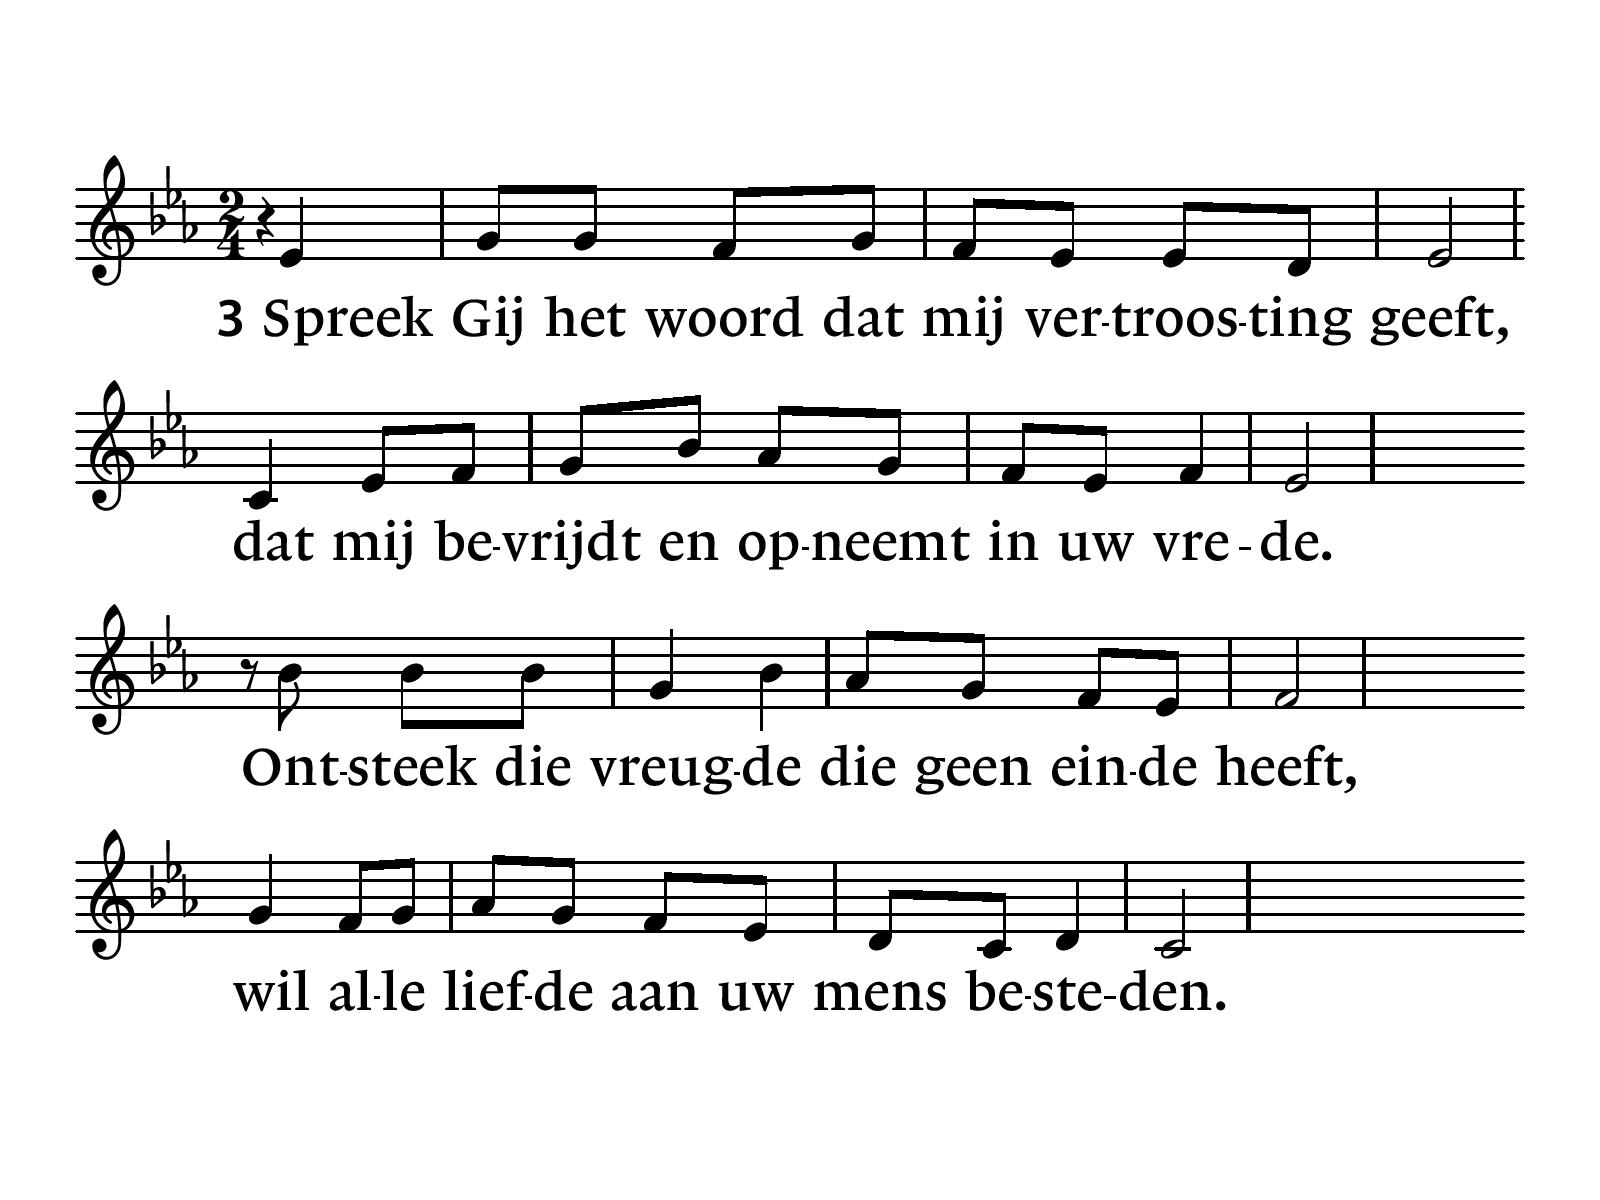 3 Spreek Gij het woord dat mij ver-troos-ting geeft,
dat mij be-vrijdt en op-neemt in uw vre-de.
Ont-steek die vreug-de die geen ein-de heeft,
wil al-le lief-de aan uw mens be-ste-den.